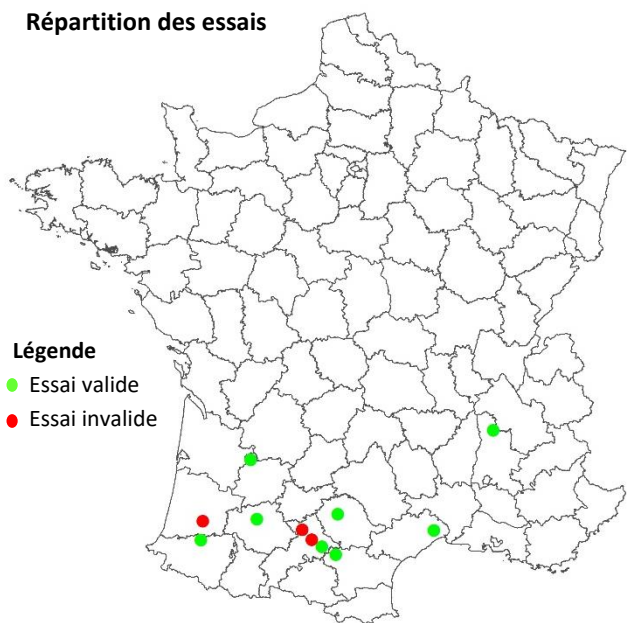 Répartition des essais
Légende
Essai valide
Essai invalide